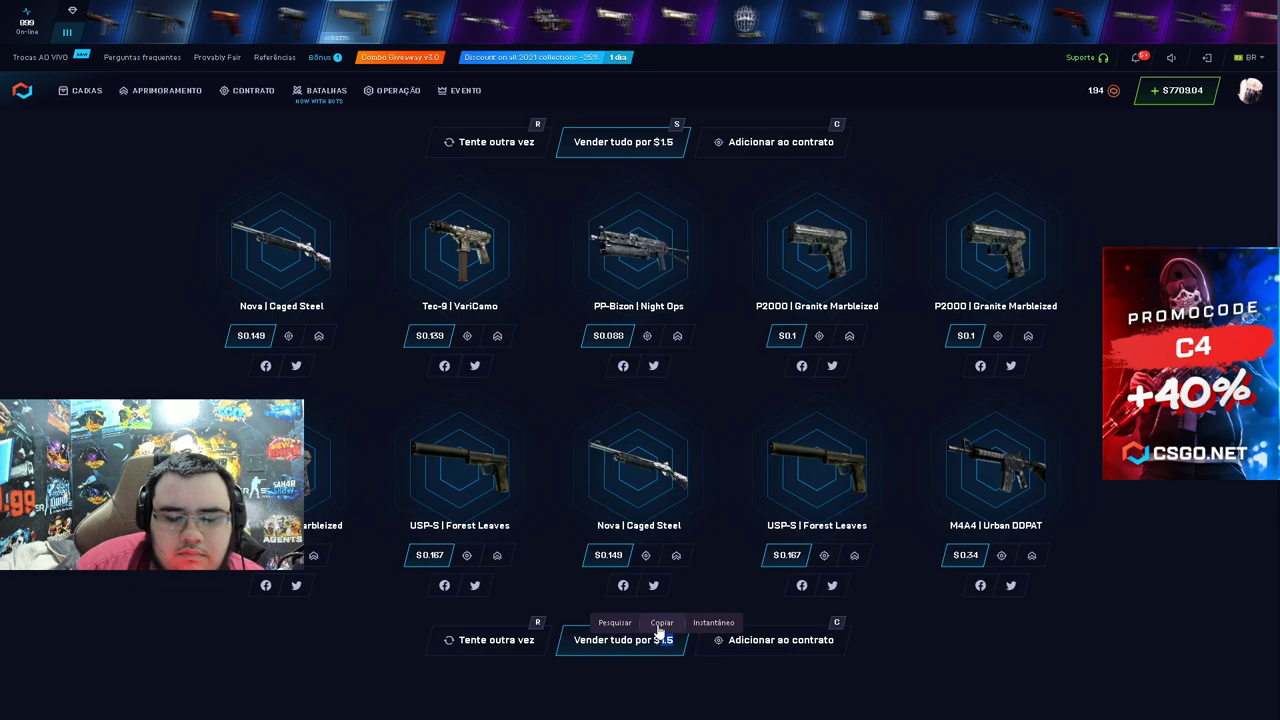 899
On-line
Trocas AO VIVO NEW Perguntas frequentes Provably Fair Referências Bônus 1 Combo Giveaway v3.0 Discount on all 2021 collections -25% 1 dia Suporte 5+ BR
CAIXAS APRIMORAMENTO CONTRATO BATALHAS OPERAÇÃO EVENTO 1.94 + $7709.04
NOW WITH BOTS
R S C
Tente outra vez Vender tudo por $1.5 Adicionar ao contrato
Nova | Caged Steel Tec-9 | VariCamo PP-Bizon | Night Ops P2000 | Granite Marbleized P2000 | Granite Marbleized
$0.149 $0.139 $0.088 $0.1 $0.1
PROMOCODE
C4
+40%
CSGO.NET
AGENTS
arbleized USP-S | Forest Leaves Nova | Caged Steel USP-S | Forest Leaves M4A4 | Urban DDPAT
$0.167 $0.149 $0.167 $0.34
R Pesquisar Copiar Instantâneo C
Tente outra vez Vender tudo por $1.5 Adicionar ao contrato